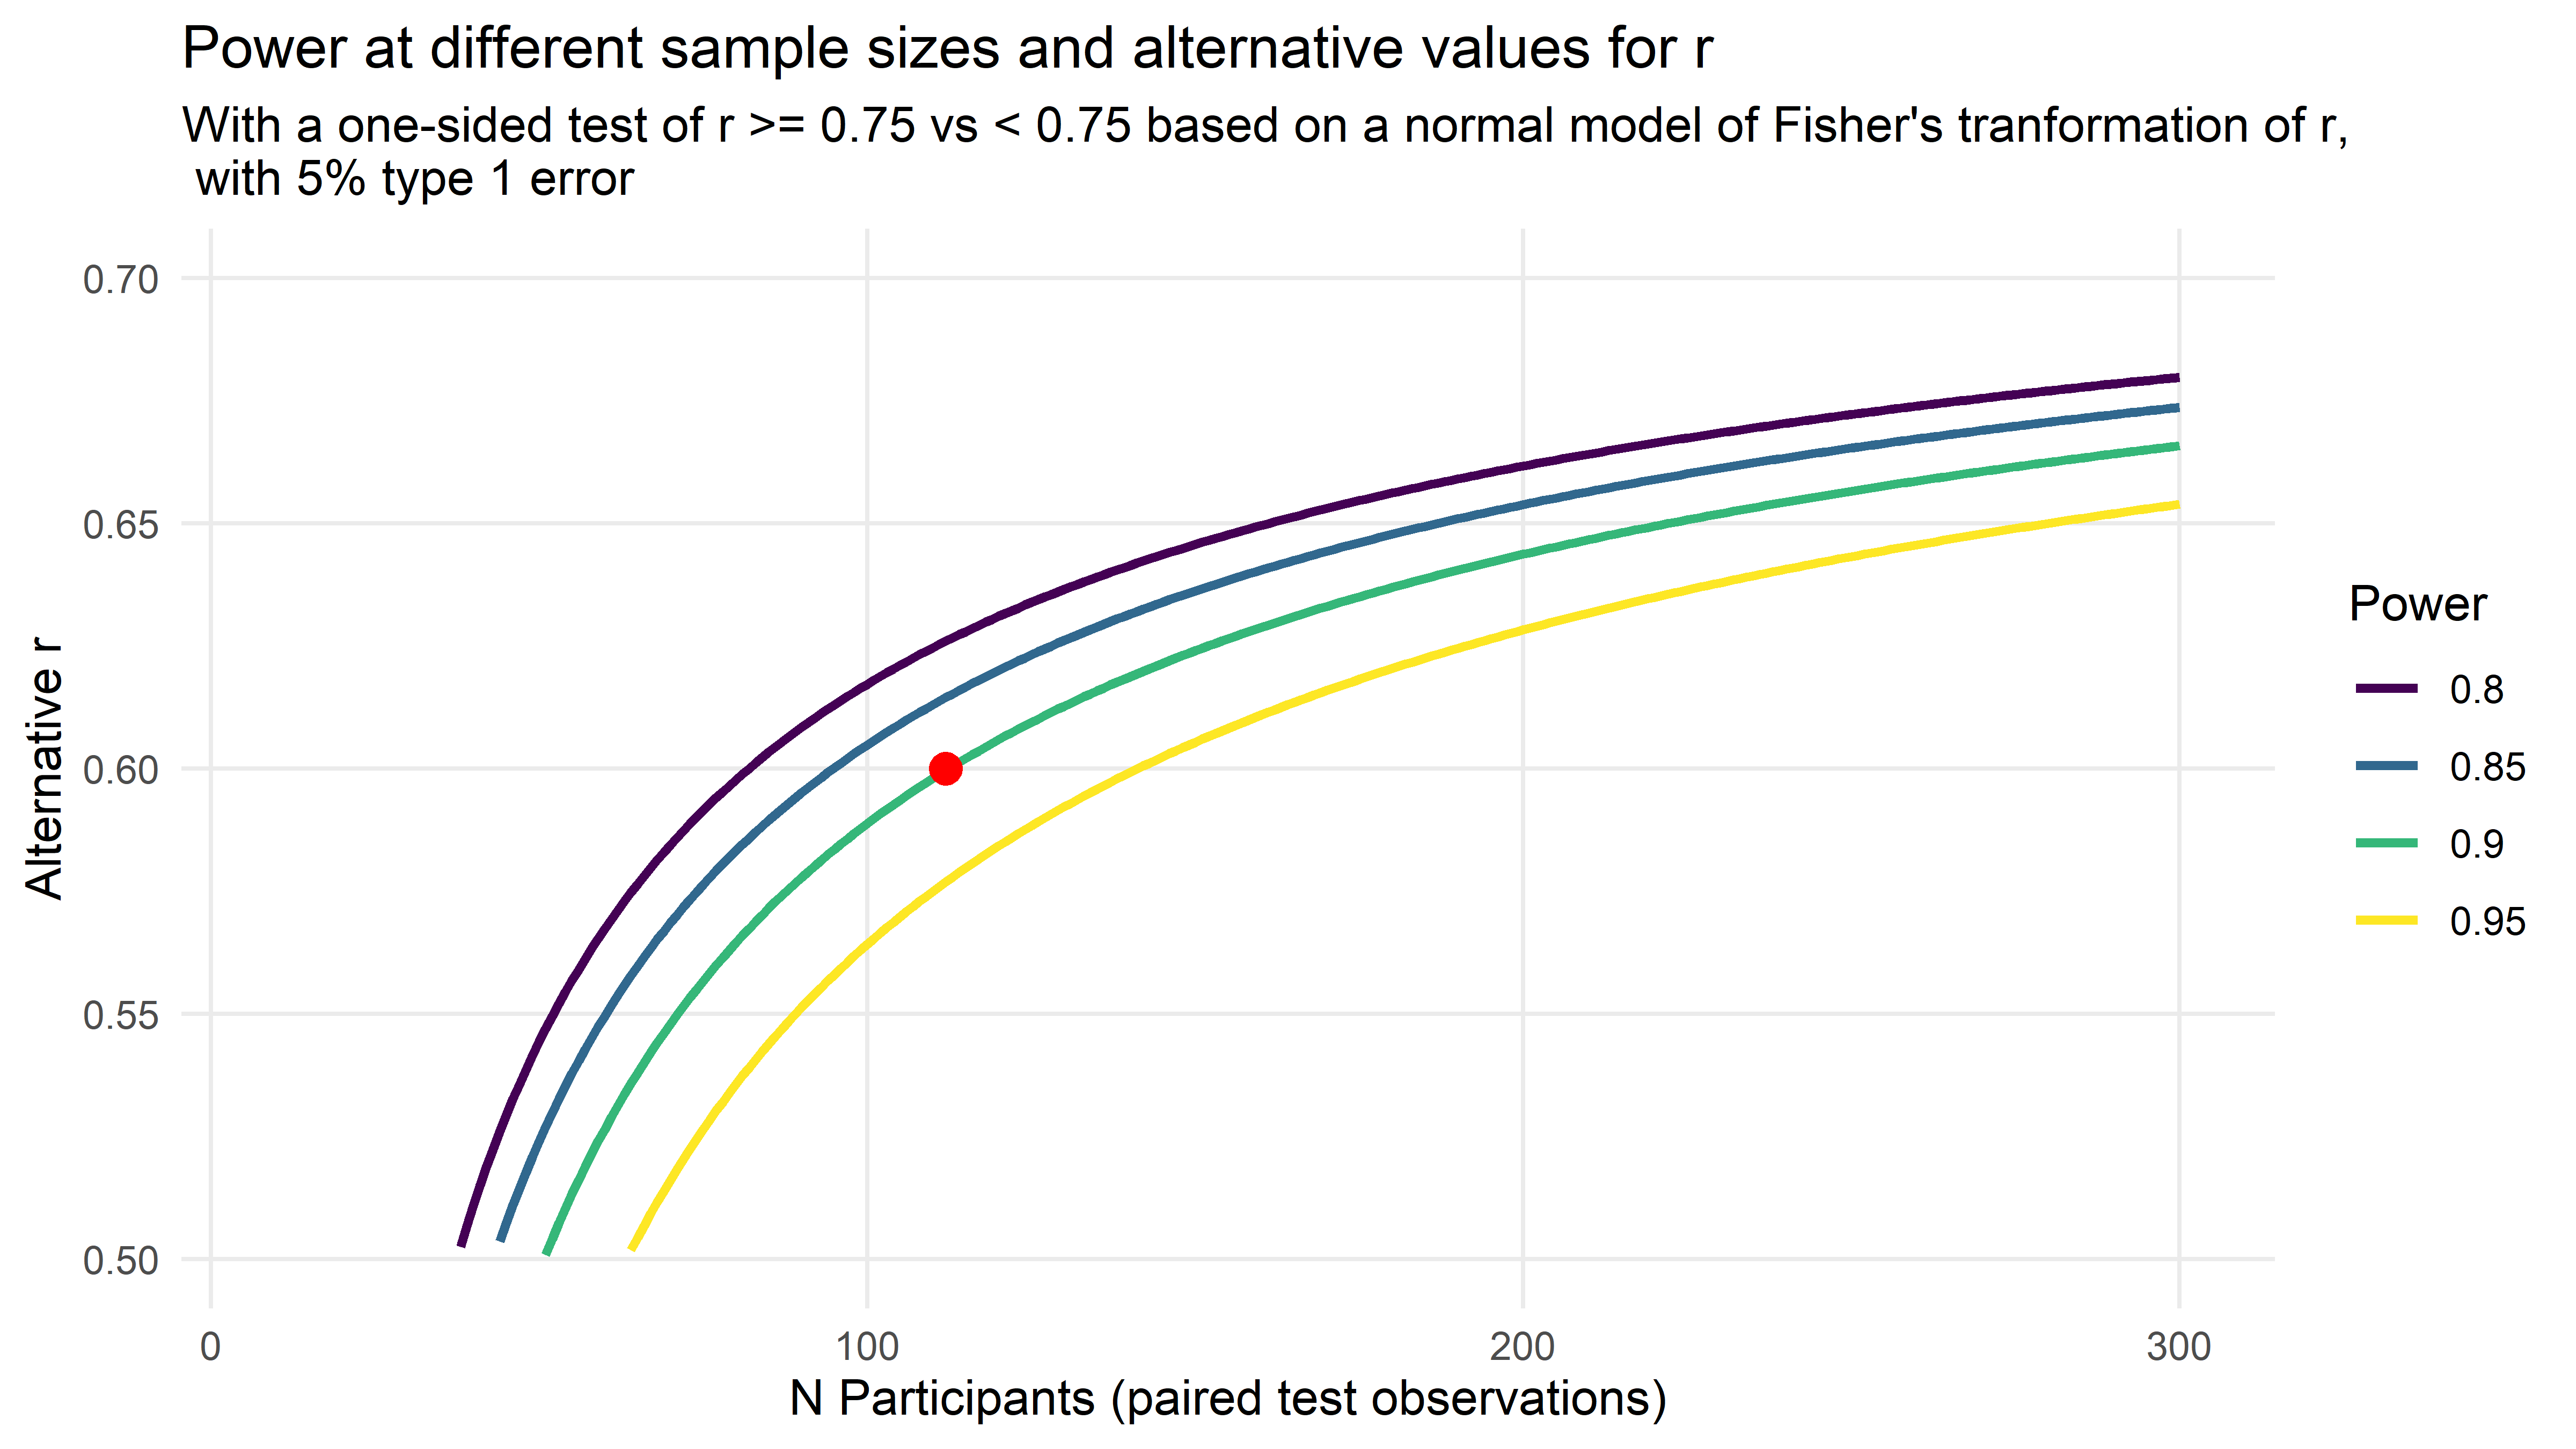 Power at different sample sizes and alternative values for r
With a one-sided test of r >= 0.75 vs < 0.75 based on a normal model of Fisher's tranformation of r,
with 5% type 1 error
0.70
0.65
0.60
0.55
0.50
Alternative r
0
100
200
300
N Participants (paired test observations)
Power
0.8
0.85
0.9
0.95